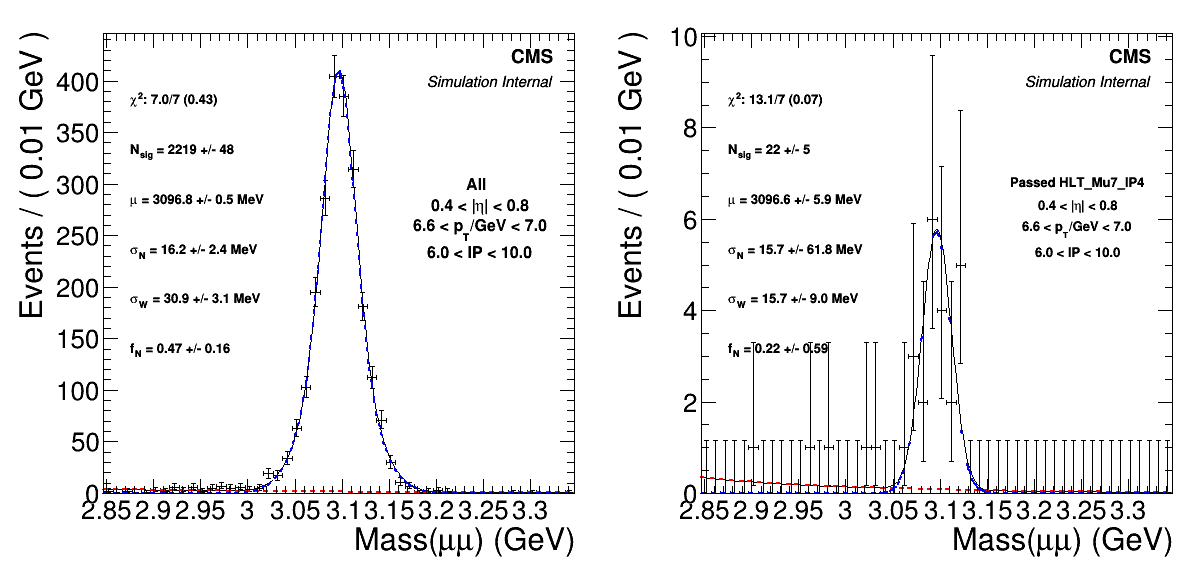 CMS
Simulation Internal
χ²: 7.0/7 (0.43)
N_sig = 2219 +/- 48
μ = 3096.8 +/- 0.5 MeV
σ_N = 16.2 +/- 2.4 MeV
σ_W = 30.9 +/- 3.1 MeV
f_N = 0.47 +/- 0.16
All
0.4 < |η| < 0.8
6.6 < p_T/GeV < 7.0
6.0 < IP < 10.0
Events / ( 0.01 GeV )
400
350
300
250
200
150
100
50
0
2.85 2.9 2.95 3 3.05 3.1 3.15 3.2 3.25 3.3
Mass(μμ) (GeV)
CMS
Simulation Internal
χ²: 13.1/7 (0.07)
N_sig = 22 +/- 5
μ = 3096.6 +/- 5.9 MeV
σ_N = 15.7 +/- 61.8 MeV
σ_W = 15.7 +/- 9.0 MeV
f_N = 0.22 +/- 0.59
Passed HLT_Mu7_IP4
0.4 < |η| < 0.8
6.6 < p_T/GeV < 7.0
6.0 < IP < 10.0
Events / ( 0.01 GeV )
10
8
6
4
2
0
2.85 2.9 2.95 3 3.05 3.1 3.15 3.2 3.25 3.3
Mass(μμ) (GeV)